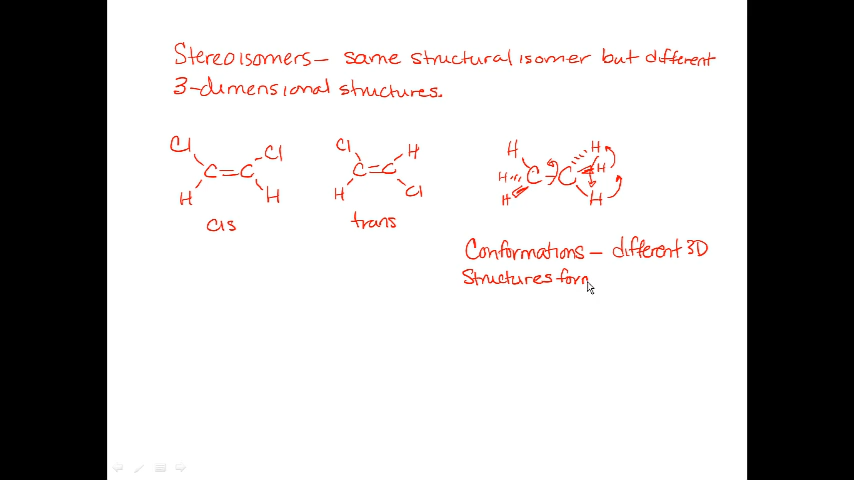 Stereoisomers- same structural isomer but different
3-dimensional structures.
Cl Cl C=C H H
cis
Cl H C=C H Cl
trans
H H H C C H H H
Conformations - different 3D
Structures form